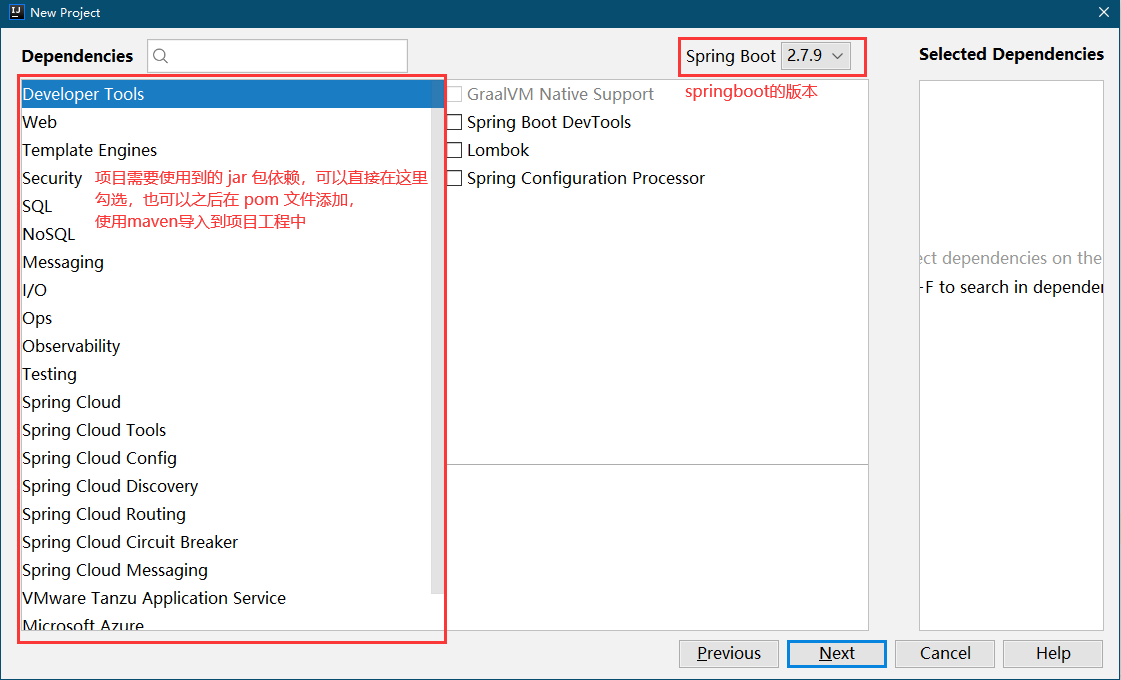 New Project
Dependencies
Spring Boot 2.7.9
Selected Dependencies
springboot的版本
Developer Tools
Web
Template Engines
Security
SQL
NoSQL
Messaging
I/O
Ops
Observability
Testing
Spring Cloud
Spring Cloud Tools
Spring Cloud Config
Spring Cloud Discovery
Spring Cloud Routing
Spring Cloud Circuit Breaker
Spring Cloud Messaging
VMware Tanzu Application Service
Microsoft Azure
项目需要使用到的 jar 包依赖，可以直接在这里
勾选，也可以之后在 pom 文件添加，
使用maven导入到项目工程中
GraalVM Native Support
Spring Boot DevTools
Lombok
Spring Configuration Processor
ect dependencies on the
-F to search in depender
Previous
Next
Cancel
Help